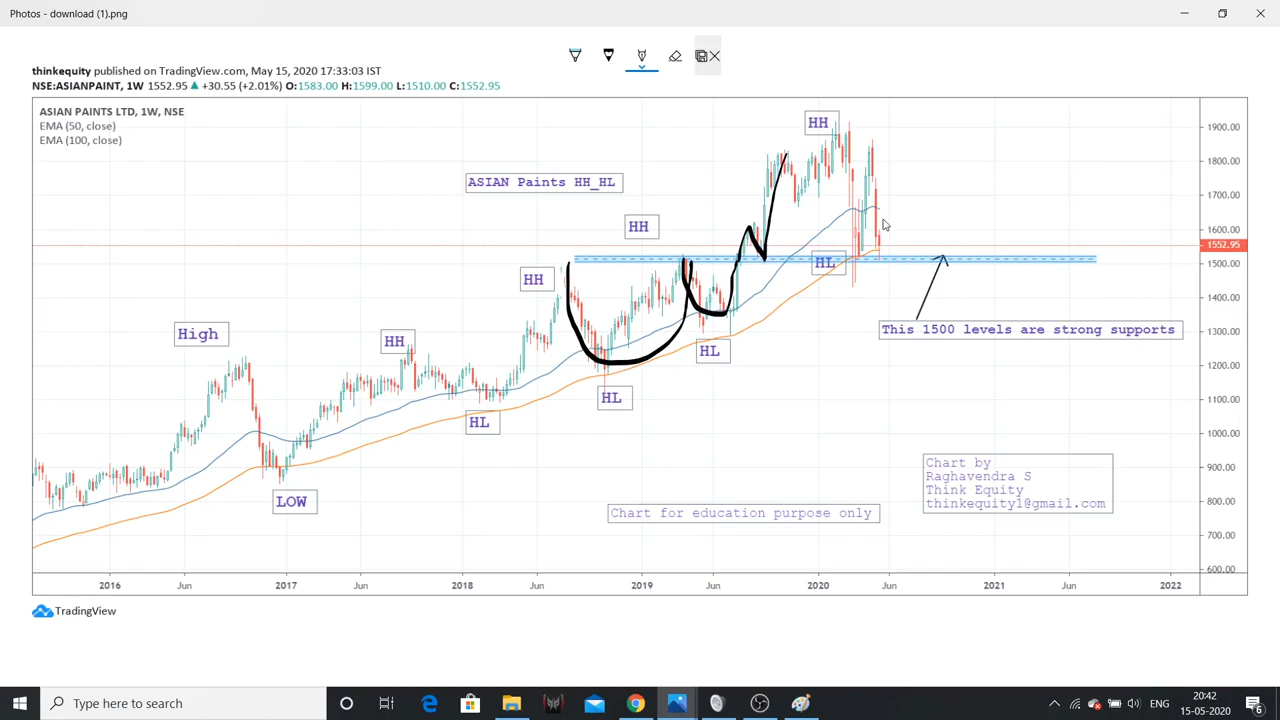 Photos - download (1).png
thinkequity published on TradingView.com, May 15, 2020 17:33:03 IST
NSE:ASIANPAINT, 1W 1552.95 ▲ +30.55 (+2.01%) O:1583.00 H:1599.00 L:1510.00 C:1552.95
ASIAN PAINTS LTD, 1W, NSE
EMA (50, close)
EMA (100, close)
HH
1900.00
1800.00
ASIAN Paints HH_HL
1700.00
HH
1600.00
1552.95
HL
1500.00
HH
1400.00
High
This 1500 levels are strong supports
1300.00
HH
HL
1200.00
HL
1100.00
HL
1000.00
900.00
LOW
800.00
Chart by
Raghavendra S
Think Equity
thinkequity1@gmail.com
Chart for education purpose only
700.00
600.00
2016 Jun 2017 Jun 2018 Jun 2019 Jun 2020 Jun 2021 Jun 2022
TradingView
Type here to search
ENG
20:42
15-05-2020
6